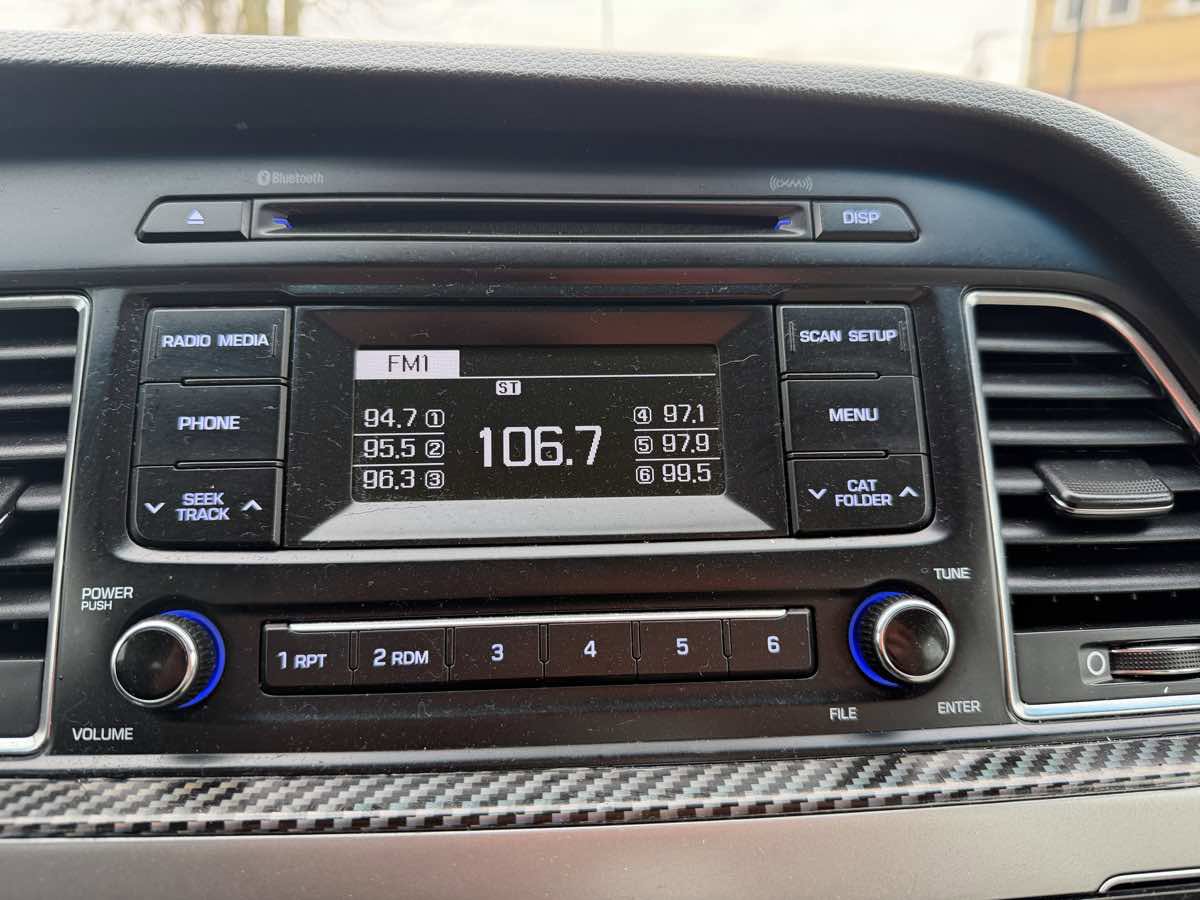 Bluetooth
((XM))
DISP
RADIO MEDIA
SCAN SETUP
FM1
ST
PHONE
MENU
94.7 1
95.5 2
96.3 3
106.7
4 97.1
5 97.9
6 99.5
SEEK
TRACK
CAT
FOLDER
POWER
PUSH
TUNE
1 RPT 2 RDM 3 4 5 6
VOLUME
FILE
ENTER